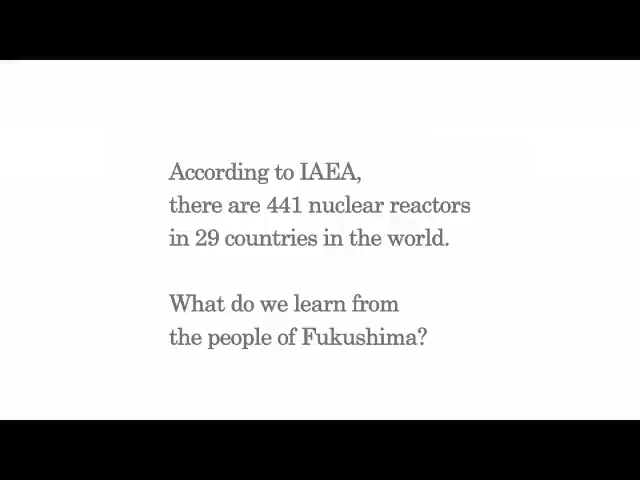 According to IAEA,
there are 441 nuclear reactors
in 29 countries in the world.
What do we learn from
the people of Fukushima?